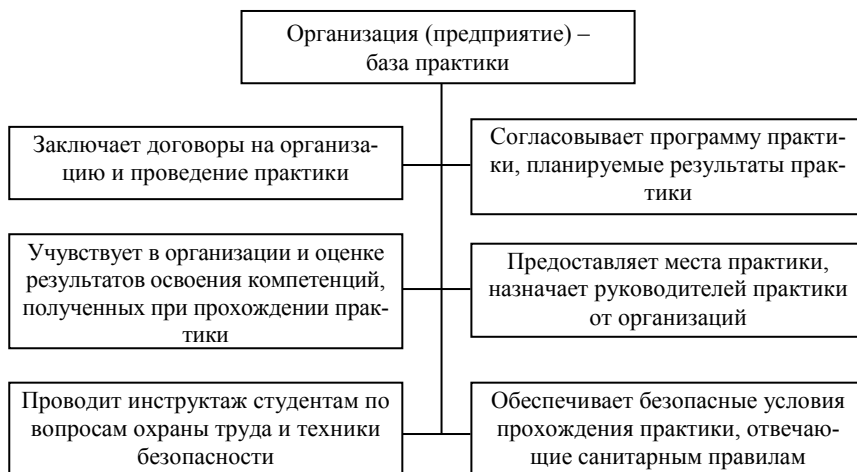 Организация (предприятие) –
база практики
Заключает договоры на организа-
цию и проведение практики
Согласовывает программу практи-
ки, планируемые результаты прак-
тики
Учувствует в организации и оценке
результатов освоения компетенций,
полученных при прохождении прак-
тики
Предоставляет места практики,
назначает руководителей практики
от организаций
Проводит инструктаж студентам по
вопросам охраны труда и техники
безопасности
Обеспечивает безопасные условия
прохождения практики, отвечаю-
щие санитарным правилам